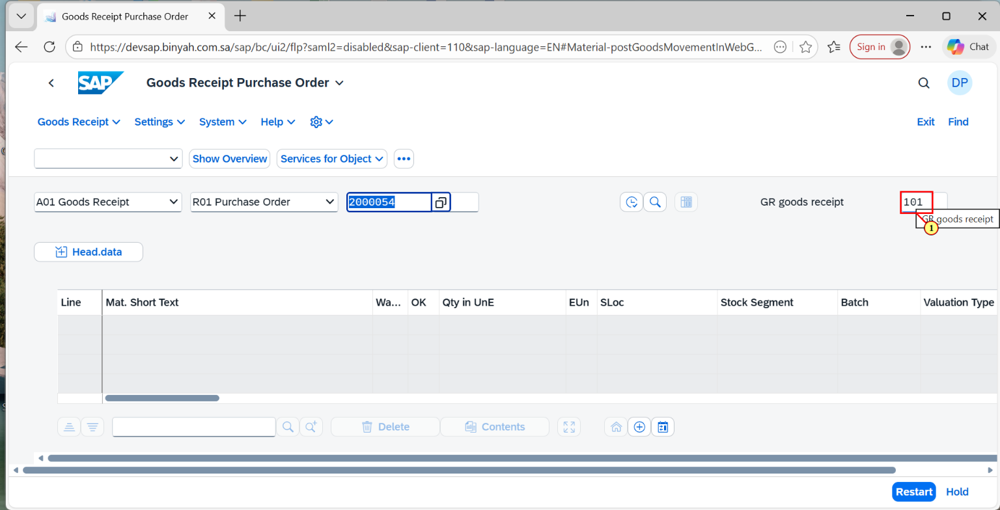 Goods Receipt Purchase Order
https://devsap.binyah.com.sa/sap/bc/ui2/flp?saml2=disabled&sap-client=110&sap-language=EN#Material-postGoodsMovementInWebG...
Sign in
Chat
SAP
Goods Receipt Purchase Order
DP
Goods Receipt
Settings
System
Help
Exit
Find
Show Overview
Services for Object
A01 Goods Receipt
R01 Purchase Order
2000054
GR goods receipt
101
GR goods receipt
1
Head.data
Line
Mat. Short Text
Wa...
OK
Qty in UnE
EUn
SLoc
Stock Segment
Batch
Valuation Type
Delete
Contents
Restart
Hold